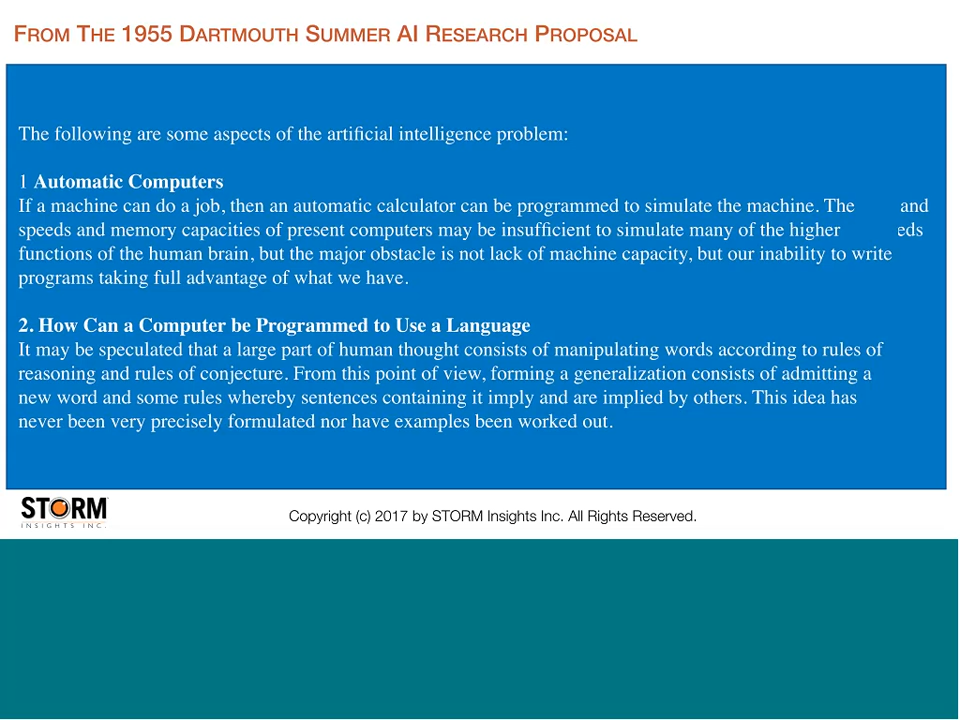 FROM THE 1955 DARTMOUTH SUMMER AI RESEARCH PROPOSAL
The following are some aspects of the artificial intelligence problem:
1 Automatic Computers
If a machine can do a job, then an automatic calculator can be programmed to simulate the machine. The and
speeds and memory capacities of present computers may be insufficient to simulate many of the higher eds
functions of the human brain, but the major obstacle is not lack of machine capacity, but our inability to write
programs taking full advantage of what we have.
2. How Can a Computer be Programmed to Use a Language
It may be speculated that a large part of human thought consists of manipulating words according to rules of
reasoning and rules of conjecture. From this point of view, forming a generalization consists of admitting a
new word and some rules whereby sentences containing it imply and are implied by others. This idea has
never been very precisely formulated nor have examples been worked out.
STORM
INSIGHTS INC.
Copyright (c) 2017 by STORM Insights Inc. All Rights Reserved.